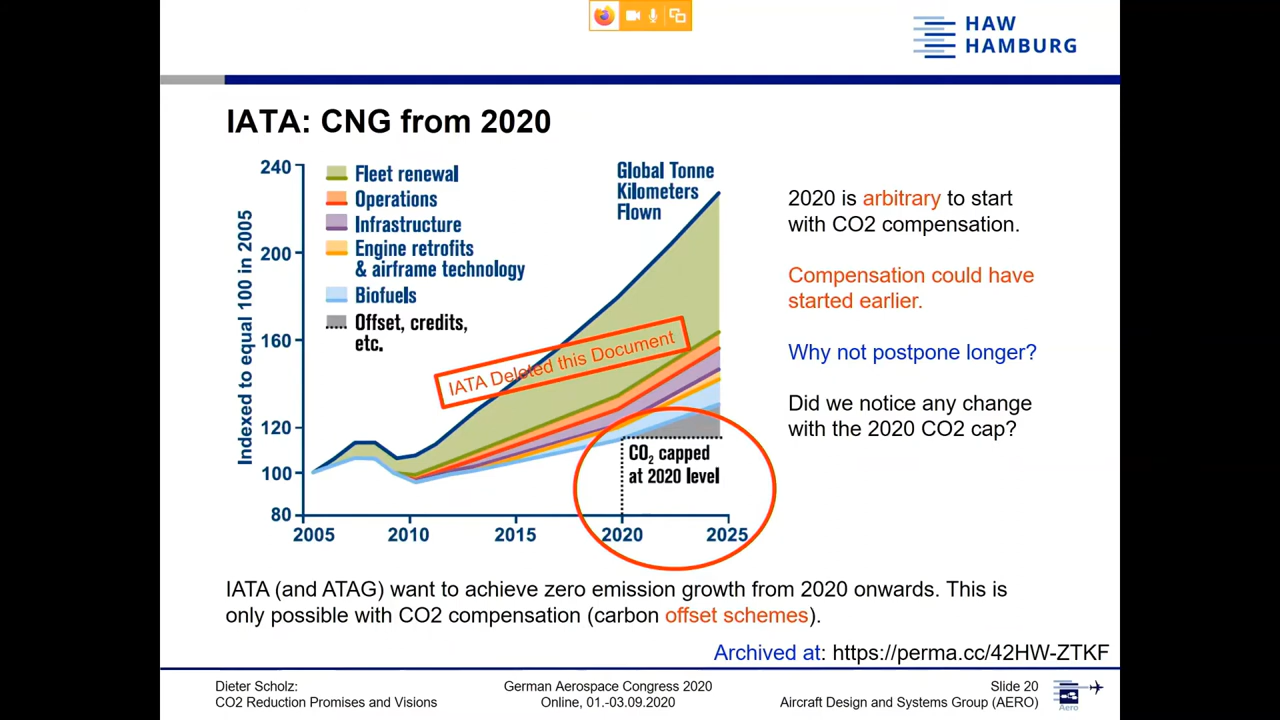 HAW
HAMBURG
IATA: CNG from 2020
240
200
160
120
100
80
Indexed to equal 100 in 2005
Fleet renewal
Operations
Infrastructure
Engine retrofits
& airframe technology
Biofuels
Offset, credits,
etc.
Global Tonne
Kilometers
Flown
IATA Deleted this Document
CO2 capped
at 2020 level
2005
2010
2015
2020
2025
2020 is arbitrary to start
with CO2 compensation.
Compensation could have
started earlier.
Why not postpone longer?
Did we notice any change
with the 2020 CO2 cap?
IATA (and ATAG) want to achieve zero emission growth from 2020 onwards. This is
only possible with CO2 compensation (carbon offset schemes).
Archived at: https://perma.cc/42HW-ZTKF
Dieter Scholz:
CO2 Reduction Promises and Visions
German Aerospace Congress 2020
Online, 01.-03.09.2020
Slide 20
Aircraft Design and Systems Group (AERO)
Aero